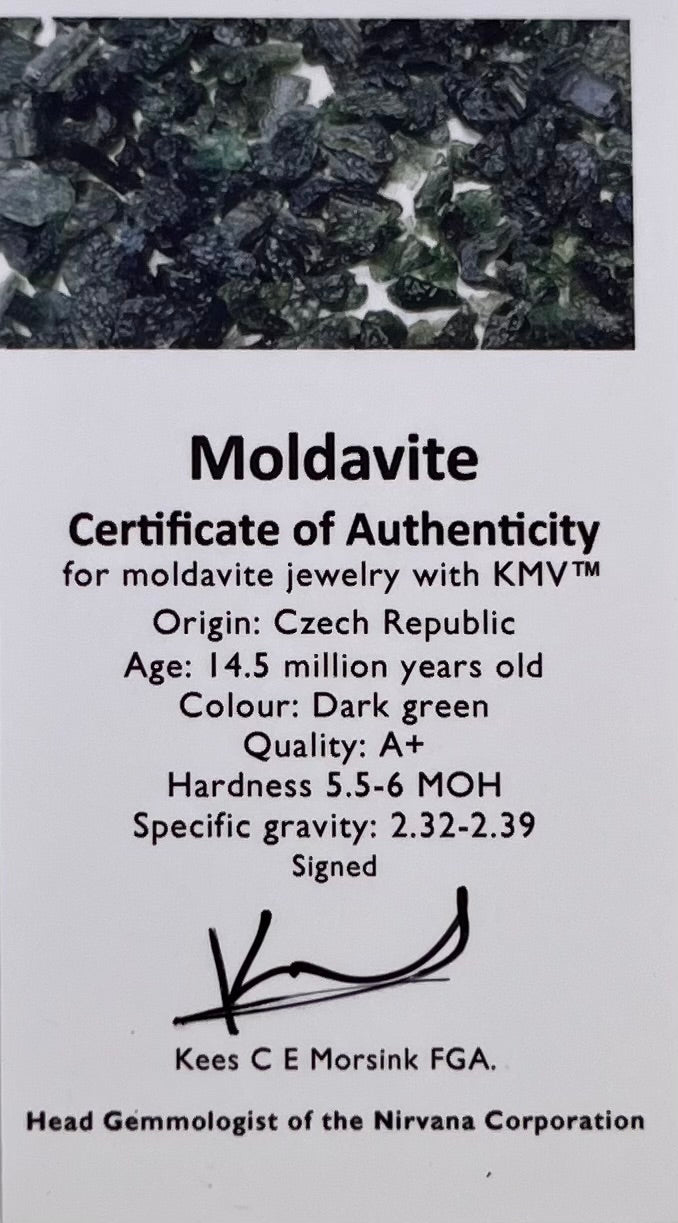 Moldavite
Certificate of Authenticity
for moldavite jewelry with KMV™
Origin: Czech Republic
Age: 14.5 million years old
Colour: Dark green
Quality: A+
Hardness 5.5-6 MOH
Specific gravity: 2.32-2.39
Signed
Kees C E Morsink FGA.
Head Gemmologist of the Nirvana Corporation